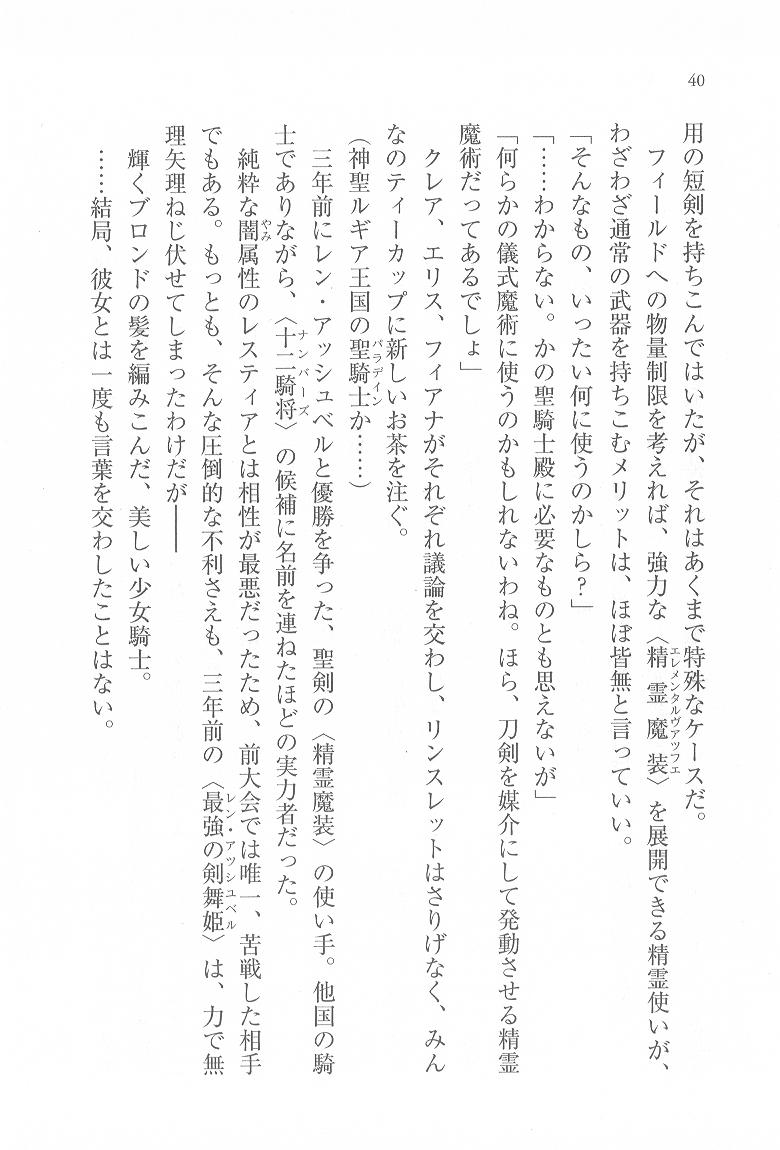 40
用の短剣を持ちこんではいたが、それはあくまで特殊なケースだ。
フィールドへの物量制限を考えれば、強力な〈精霊魔装〉を展開できる精霊使いが、
エレメンタルヴァッフェ
わざわざ通常の武器を持ちこむメリットは、ほぼ皆無と言っていい。
「そんなもの、いったい何に使うのかしら？」
「……わからない。かの聖騎士殿に必要なものとも思えないが」
「何らかの儀式魔術に使うのかもしれないわね。ほら、刀剣を媒介にして発動させる精霊
魔術だってあるでしょ」
クレア、エリス、フィアナがそれぞれ議論を交わし、リンスレットはさりげなく、みん
なのティーカップに新しいお茶を注ぐ。
（神聖ルギア王国の聖騎士か……）
パラディン
三年前にレン・アッシュベルと優勝を争った、聖剣の〈精霊魔装〉の使い手。他国の騎
士でありながら、〈十二騎将〉の候補に名前を連ねたほどの実力者だった。
ナンバーズ
純粋な闇属性のレスティアとは相性が最悪だったため、前大会では唯一、苦戦した相手
やみ
でもある。もっとも、そんな圧倒的な不利さえも、三年前の〈最強の剣舞姫〉は、力で無
レン・アッシュベル
理矢理ねじ伏せてしまったわけだが――
輝くブロンドの髪を編みこんだ、美しい少女騎士。
……結局、彼女とは一度も言葉を交わしたことはない。